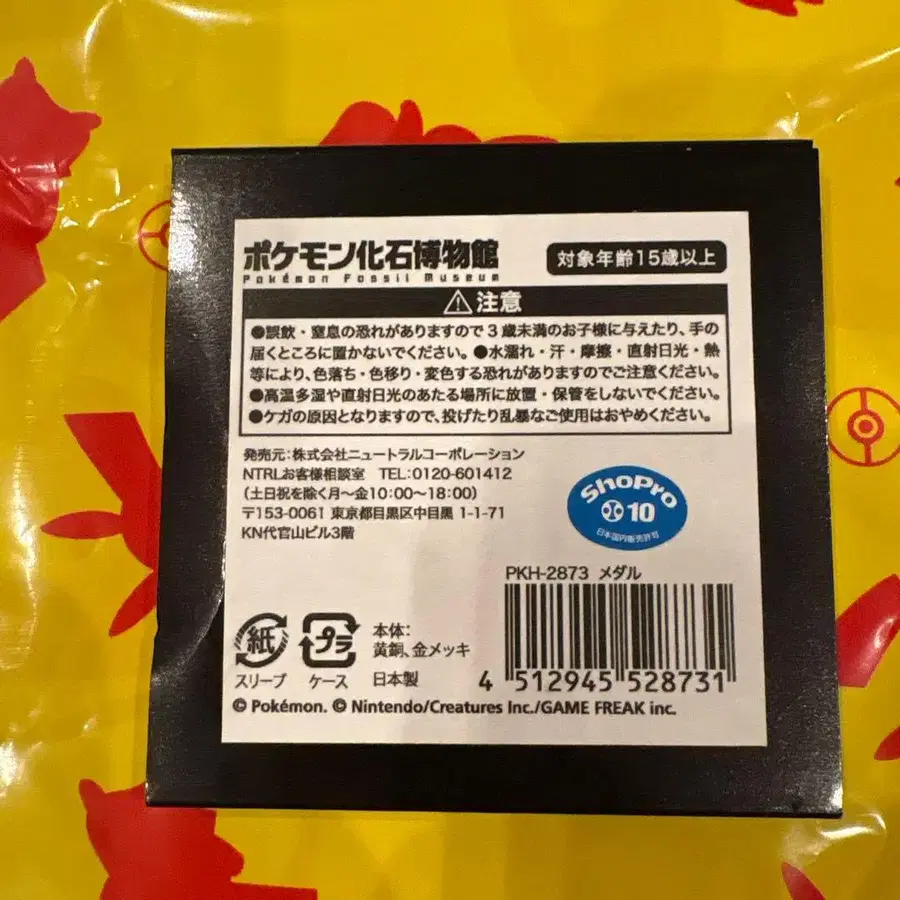 ポケモン化石博物館
Pokémon Fossil Museum
対象年齢15歳以上
⚠注意
●誤飲・窒息の恐れがありますので3歳未満のお子様に与えたり、手の
届くところに置かないでください。●水濡れ・汗・摩擦・直射日光・熱
等により、色落ち・色移り・変色する恐れがありますのでご注意ください。
●高温多湿や直射日光のあたる場所に放置・保管をしないでください。
●ケガの原因となりますので、投げたり乱暴なご使用はおやめください。
発売元:株式会社ニュートラルコーポレーション
NTRLお客様相談室 TEL:0120-601412
(土日祝を除く月〜金10:00〜18:00)
〒153-0061 東京都目黒区中目黒 1-1-71
KN代官山ビル3階
ShoPro
10
日本国内販売許可
PKH-2873 メダル
紙
スリーブ
プラ
ケース
本体:
黄銅、金メッキ
日本製
4 512945 528731
© Pokémon. © Nintendo/Creatures Inc./GAME FREAK inc.